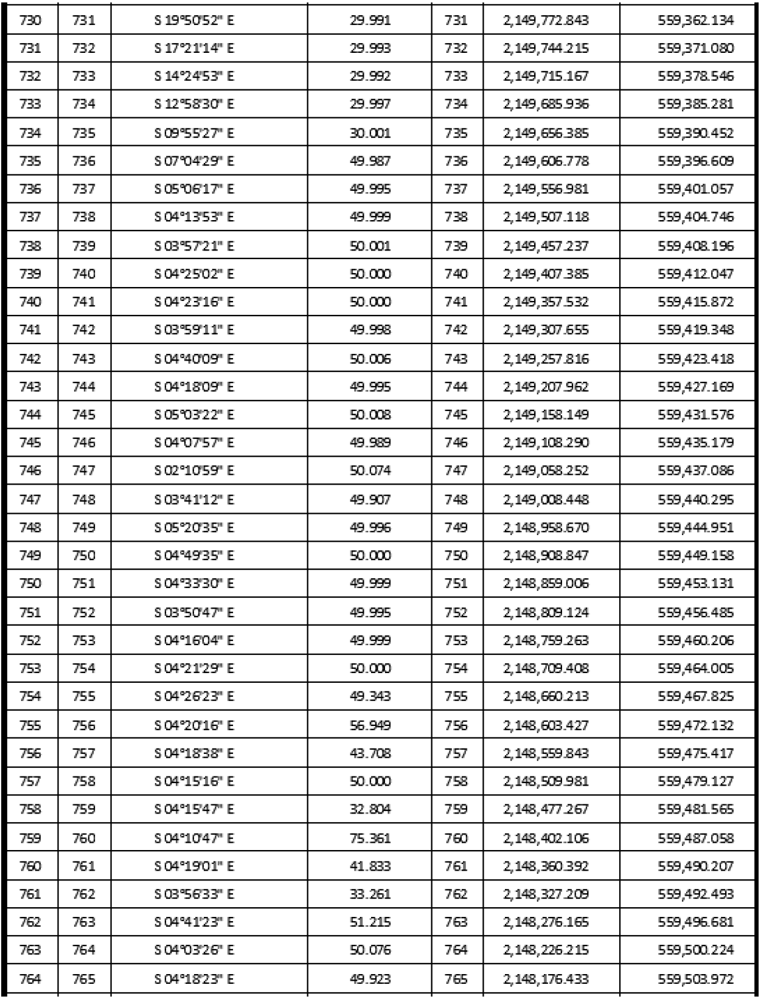 730 731 S 19°50'52" E 29.991 731 2,149,772.843 559,362.134
731 732 S 17°21'14" E 29.993 732 2,149,744.215 559,371.080
732 733 S 14°24'53" E 29.992 733 2,149,715.167 559,378.546
733 734 S 12°58'30" E 29.997 734 2,149,685.936 559,385.281
734 735 S 09°55'27" E 30.001 735 2,149,656.385 559,390.452
735 736 S 07°04'29" E 49.987 736 2,149,606.778 559,396.609
736 737 S 05°06'17" E 49.995 737 2,149,556.981 559,401.057
737 738 S 04°13'53" E 49.999 738 2,149,507.118 559,404.746
738 739 S 03°57'21" E 50.001 739 2,149,457.237 559,408.196
739 740 S 04°25'02" E 50.000 740 2,149,407.385 559,412.047
740 741 S 04°23'16" E 50.000 741 2,149,357.532 559,415.872
741 742 S 03°59'11" E 49.998 742 2,149,307.655 559,419.348
742 743 S 04°40'09" E 50.006 743 2,149,257.816 559,423.418
743 744 S 04°18'09" E 49.995 744 2,149,207.962 559,427.169
744 745 S 05°03'22" E 50.008 745 2,149,158.149 559,431.576
745 746 S 04°07'57" E 49.989 746 2,149,108.290 559,435.179
746 747 S 02°10'59" E 50.074 747 2,149,058.252 559,437.086
747 748 S 03°41'12" E 49.907 748 2,149,008.448 559,440.295
748 749 S 05°20'35" E 49.996 749 2,148,958.670 559,444.951
749 750 S 04°49'35" E 50.000 750 2,148,908.847 559,449.158
750 751 S 04°33'30" E 49.999 751 2,148,859.006 559,453.131
751 752 S 03°50'47" E 49.995 752 2,148,809.124 559,456.485
752 753 S 04°16'04" E 49.999 753 2,148,759.263 559,460.206
753 754 S 04°21'29" E 50.000 754 2,148,709.408 559,464.005
754 755 S 04°26'23" E 49.343 755 2,148,660.213 559,467.825
755 756 S 04°20'16" E 56.949 756 2,148,603.427 559,472.132
756 757 S 04°18'38" E 43.708 757 2,148,559.843 559,475.417
757 758 S 04°15'16" E 50.000 758 2,148,509.981 559,479.127
758 759 S 04°15'47" E 32.804 759 2,148,477.267 559,481.565
759 760 S 04°10'47" E 75.361 760 2,148,402.106 559,487.058
760 761 S 04°19'01" E 41.833 761 2,148,360.392 559,490.207
761 762 S 03°56'33" E 33.261 762 2,148,327.209 559,492.493
762 763 S 04°41'23" E 51.215 763 2,148,276.165 559,496.681
763 764 S 04°03'26" E 50.076 764 2,148,226.215 559,500.224
764 765 S 04°18'23" E 49.923 765 2,148,176.433 559,503.972